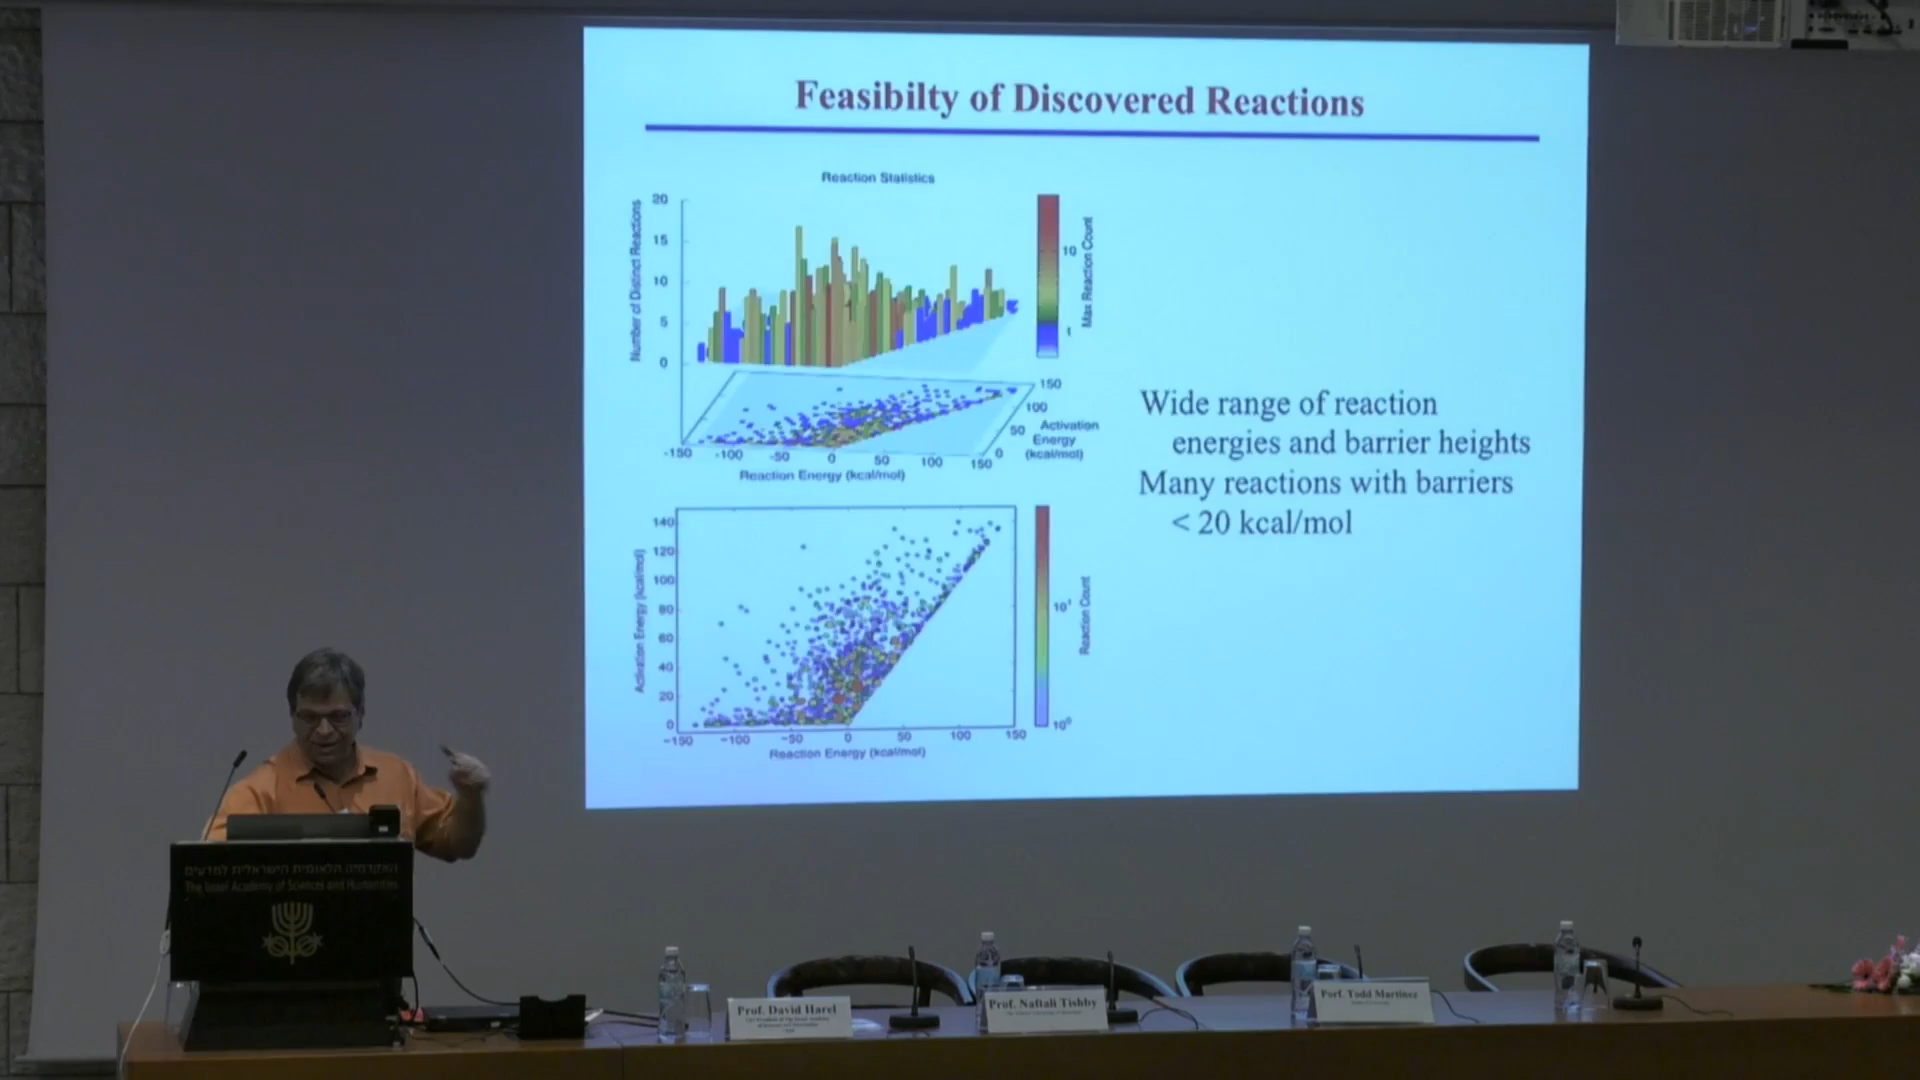 Feasibilty of Discovered Reactions
Reaction Statistics
Number of Distinct Reactions
20
15
10
5
0
10
1
Max Reaction Count
150
100
50
0
Activation
Energy
(kcal/mol)
-150 -100 -50 0 50 100 150
Reaction Energy (kcal/mol)
Wide range of reaction
energies and barrier heights
Many reactions with barriers
< 20 kcal/mol
Activation Energy (kcal/mol)
140
120
100
80
60
40
20
0
−150 −100 −50 0 50 100 150
Reaction Energy (kcal/mol)
10¹
10⁰
Reaction Count
האקדמיה הלאומית הישראלית למדעים
The Israel Academy of Sciences and Humanities
Prof. David Harel
Prof. Naftali Tishby
Porf. Todd Martinez